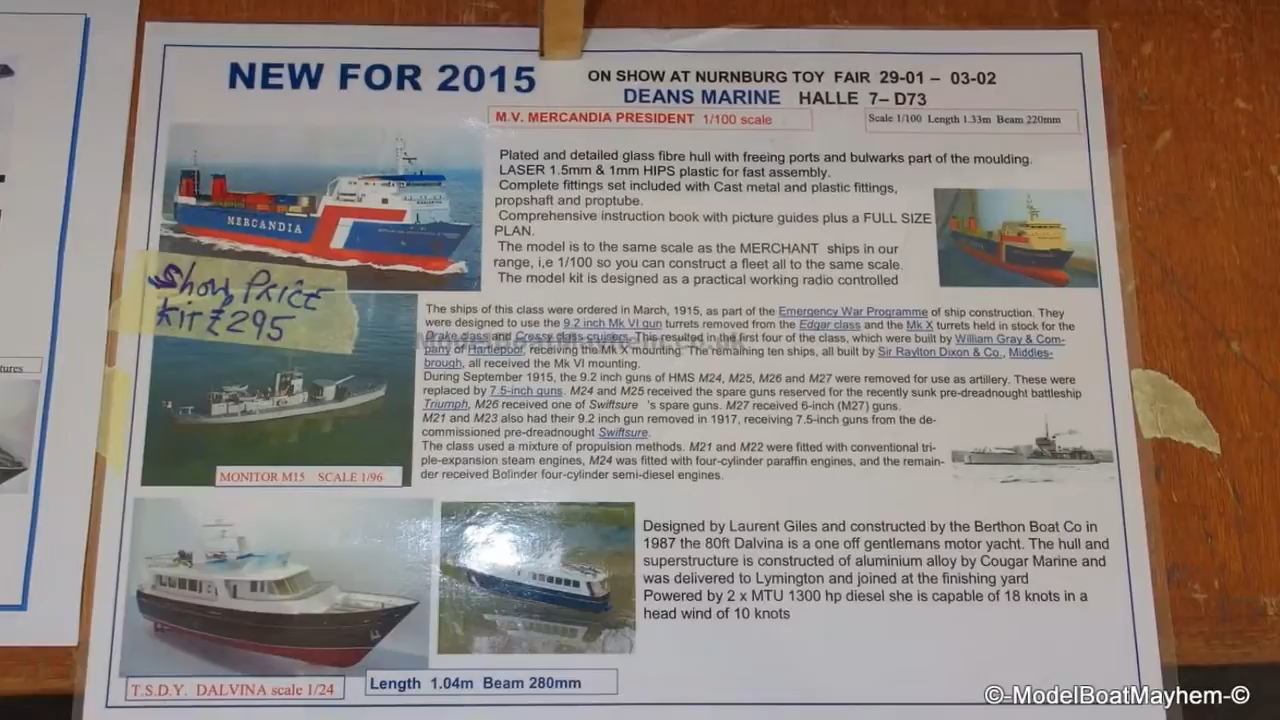 NEW FOR 2015
ON SHOW AT NURNBURG TOY FAIR 29-01 – 03-02
DEANS MARINE HALLE 7– D73
M.V. MERCANDIA PRESIDENT 1/100 scale
Scale 1/100 Length 1.33m Beam 220mm
Plated and detailed glass fibre hull with freeing ports and bulwarks part of the moulding.
LASER 1.5mm & 1mm HIPS plastic for fast assembly.
Complete fittings set included with Cast metal and plastic fittings,
propshaft and proptube.
Comprehensive instruction book with picture guides plus a FULL SIZE
PLAN.
The model is to the same scale as the MERCHANT ships in our
range, i,e 1/100 so you can construct a fleet all to the same scale.
The model kit is designed as a practical working radio controlled
MERCANDIA
Show PRICE
kit £295
The ships of this class were ordered in March, 1915, as part of the Emergency War Programme of ship construction. They
were designed to use the 9.2 inch Mk VI gun turrets removed from the Edgar class and the Mk X turrets held in stock for the
Drake class and Cressy class cruisers. This resulted in the first four of the class, which were built by William Gray & Com-
pany of Hartlepool, receiving the Mk X mounting. The remaining ten ships, all built by Sir Raylton Dixon & Co., Middles-
brough, all received the Mk VI mounting.
During September 1915, the 9.2 inch guns of HMS M24, M25, M26 and M27 were removed for use as artillery. These were
replaced by 7.5-inch guns. M24 and M25 received the spare guns reserved for the recently sunk pre-dreadnought battleship
Triumph, M26 received one of Swiftsure 's spare guns. M27 received 6-inch (M27) guns.
M21 and M23 also had their 9.2 inch gun removed in 1917, receiving 7.5-inch guns from the de-
commissioned pre-dreadnought Swiftsure.
The class used a mixture of propulsion methods. M21 and M22 were fitted with conventional tri-
ple-expansion steam engines, M24 was fitted with four-cylinder paraffin engines, and the remain-
der received Bolinder four-cylinder semi-diesel engines.
MONITOR M15 SCALE 1/96
Designed by Laurent Giles and constructed by the Berthon Boat Co in
1987 the 80ft Dalvina is a one off gentlemans motor yacht. The hull and
superstructure is constructed of aluminium alloy by Cougar Marine and
was delivered to Lymington and joined at the finishing yard
Powered by 2 x MTU 1300 hp diesel she is capable of 18 knots in a
head wind of 10 knots
T.S.D.Y. DALVINA scale 1/24
Length 1.04m Beam 280mm
tures
©-ModelBoatMayhem-©